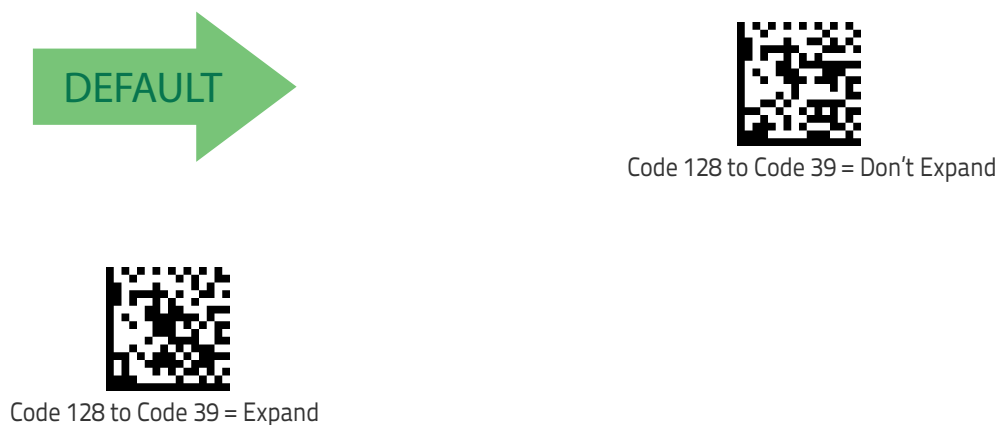 DEFAULT
Code 128 to Code 39 = Don’t Expand
Code 128 to Code 39 = Expand